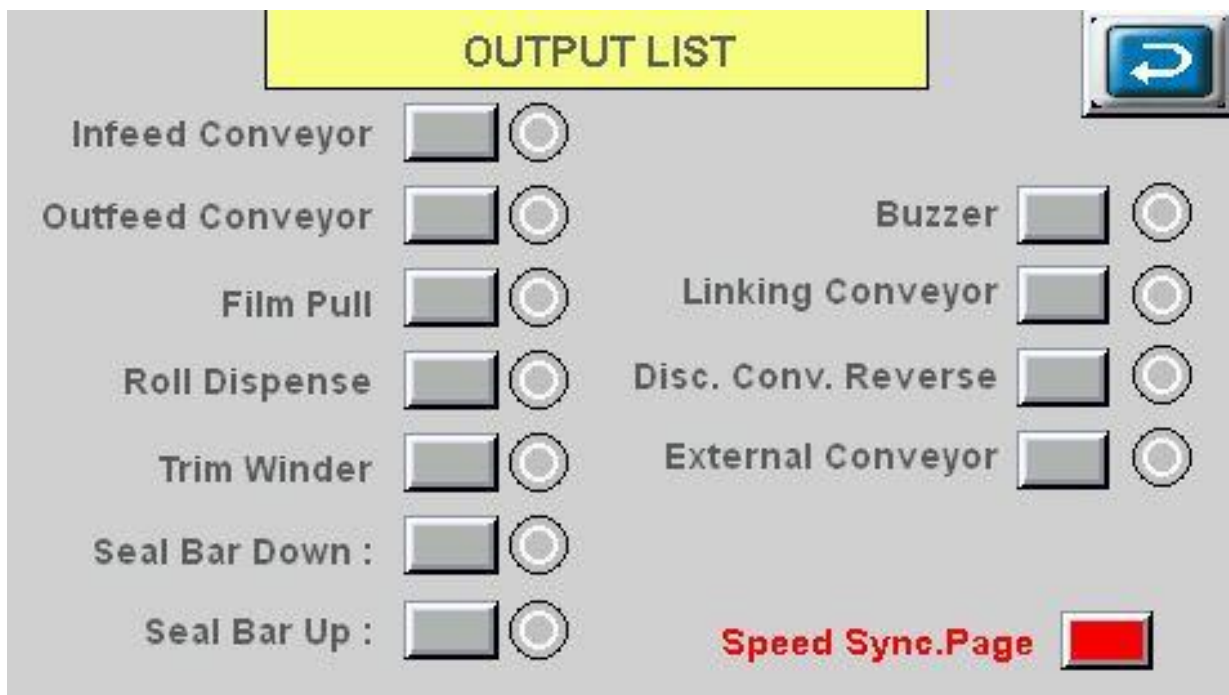 OUTPUT LIST
Infeed Conveyor
Outfeed Conveyor
Film Pull
Roll Dispense
Trim Winder
Seal Bar Down :
Seal Bar Up :
Buzzer
Linking Conveyor
Disc. Conv. Reverse
External Conveyor
Speed Sync.Page